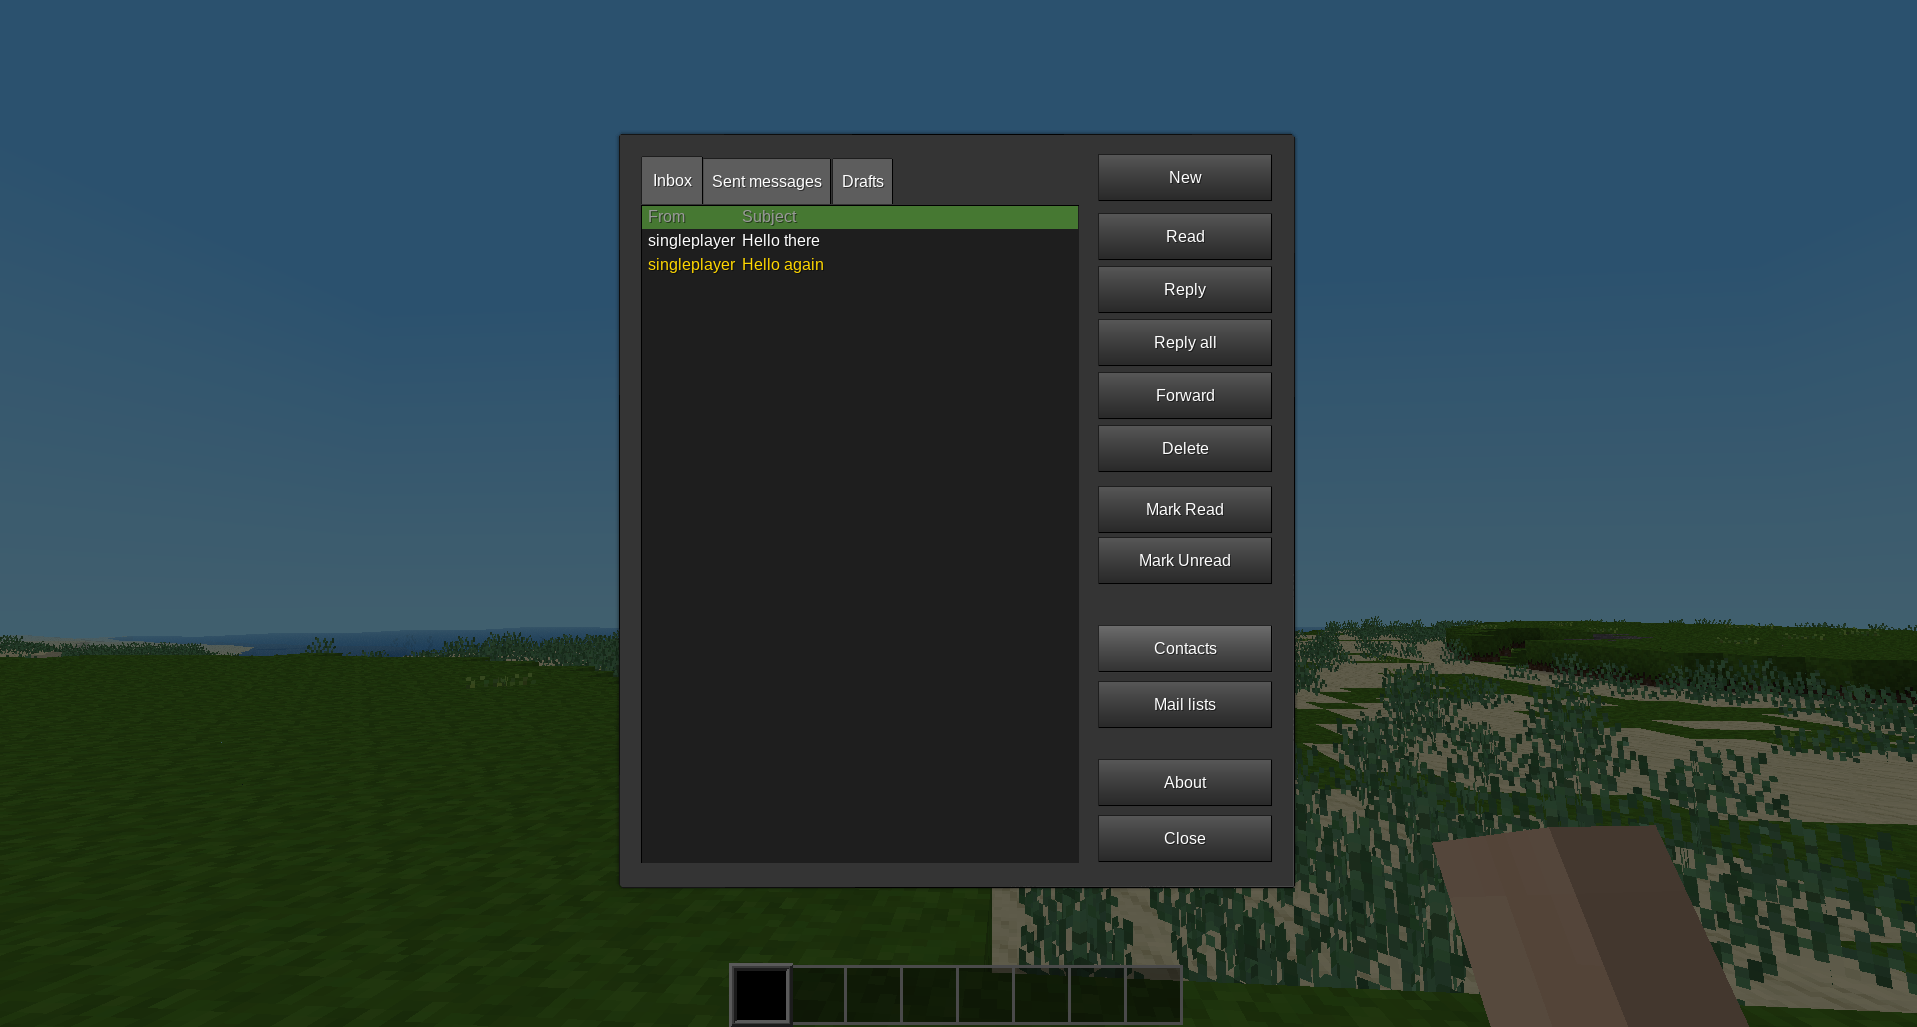 Inbox Sent messages Drafts
From Subject
singleplayer Hello there
singleplayer Hello again
New
Read
Reply
Reply all
Forward
Delete
Mark Read
Mark Unread
Contacts
Mail lists
About
Close